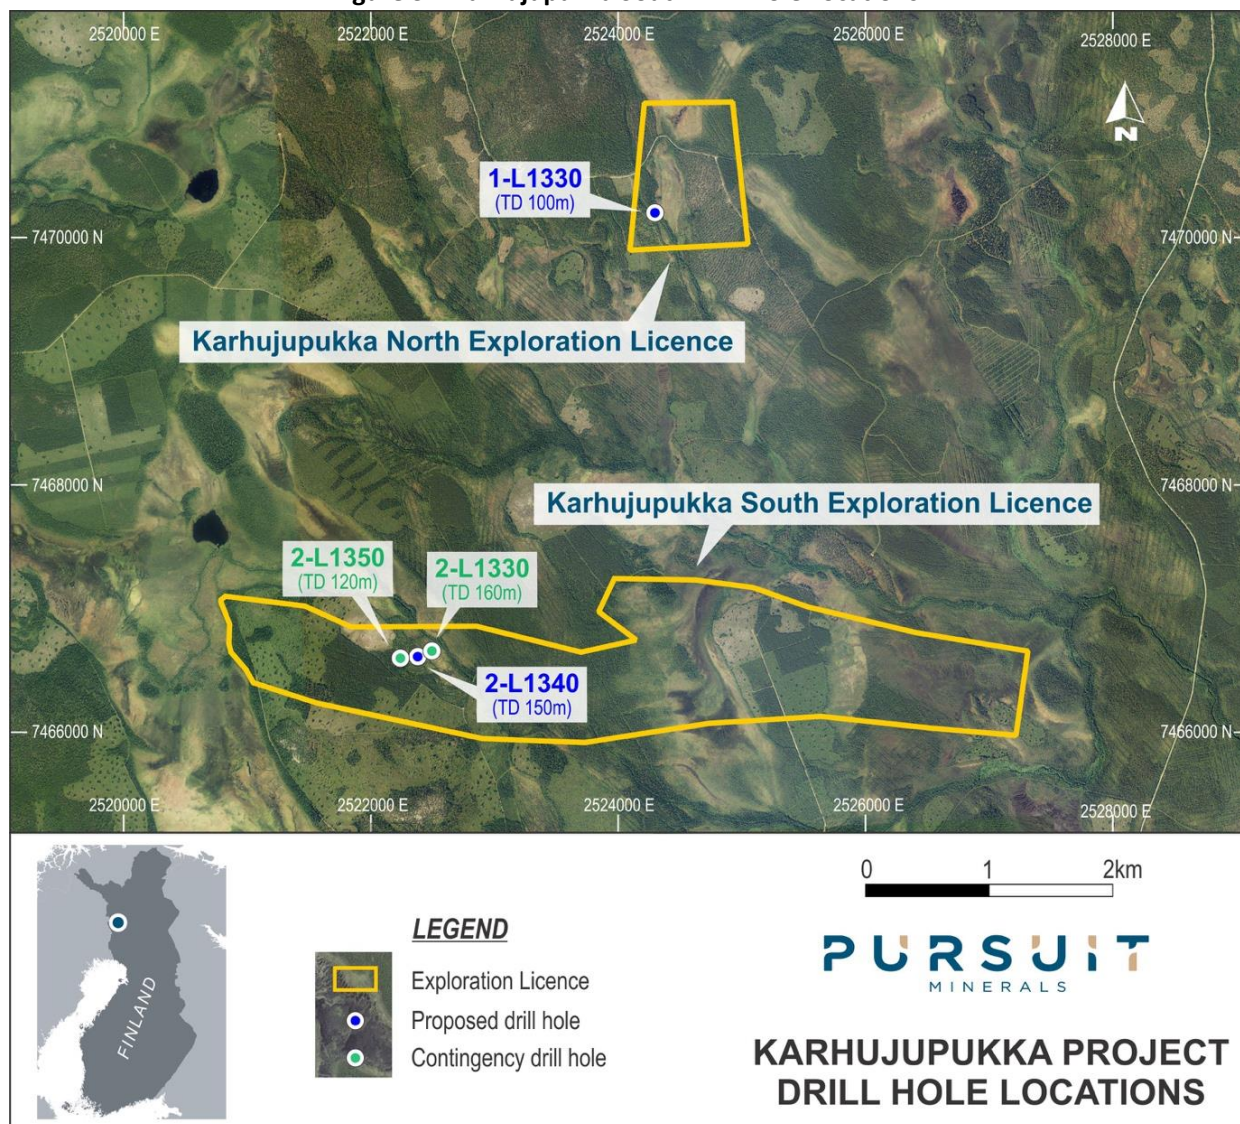 2520000 E
2522000 E
2524000 E
2526000 E
2528000 E
N
1-L1330
(TD 100m)
7470000 N
7470000 N
Karhujupukka North Exploration Licence
7468000 N
7468000 N
Karhujupukka South Exploration Licence
2-L1350
(TD 120m)
2-L1330
(TD 160m)
2-L1340
(TD 150m)
7466000 N
7466000 N
2520000 E
2522000 E
2524000 E
2526000 E
2528000 E
FINLAND
LEGEND
Exploration Licence
Proposed drill hole
Contingency drill hole
0 1 2km
PURSUIT
MINERALS
KARHUJUPUKKA PROJECT
DRILL HOLE LOCATIONS